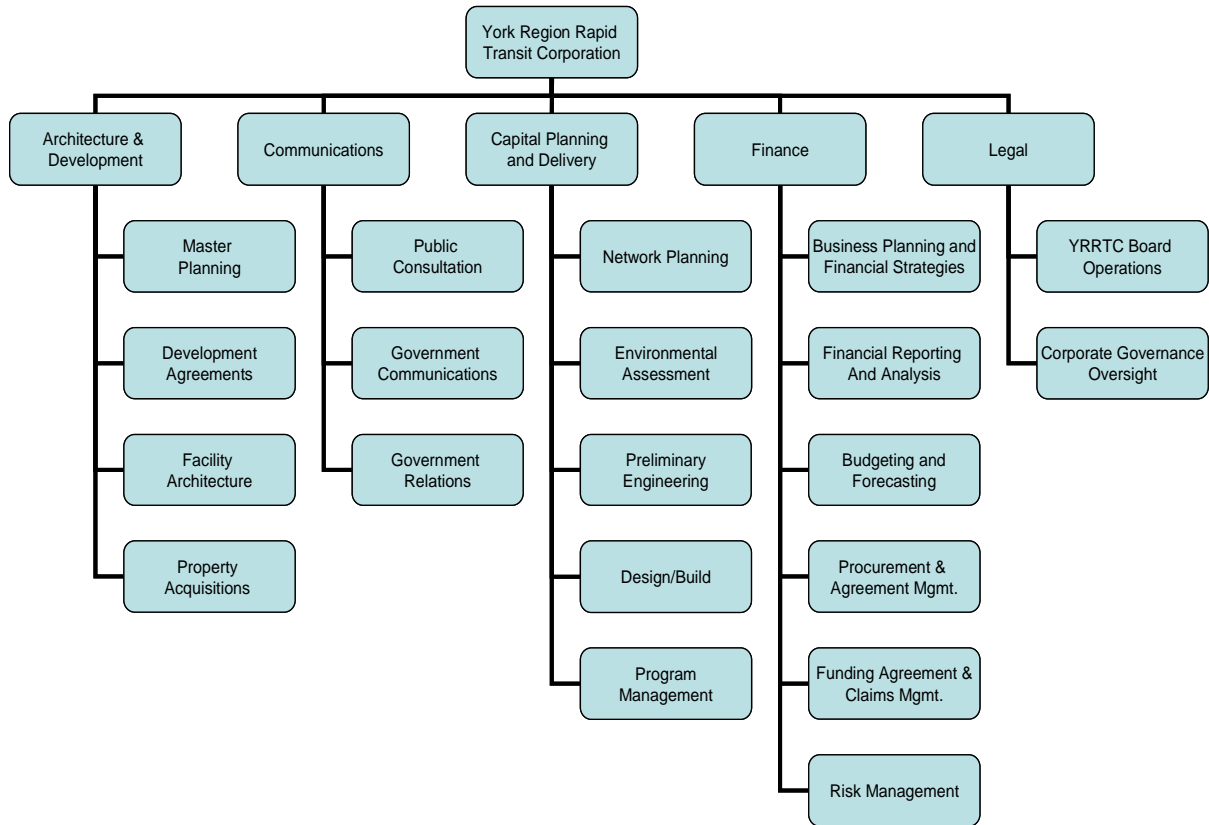 York Region Rapid
Transit Corporation
Architecture &
Development
Communications
Capital Planning
and Delivery
Finance
Legal
Master
Planning
Development
Agreements
Facility
Architecture
Property
Acquisitions
Public
Consultation
Government
Communications
Government
Relations
Network Planning
Environmental
Assessment
Preliminary
Engineering
Design/Build
Program
Management
Business Planning and
Financial Strategies
Financial Reporting
And Analysis
Budgeting and
Forecasting
Procurement &
Agreement Mgmt.
Funding Agreement &
Claims Mgmt.
Risk Management
YRRTC Board
Operations
Corporate Governance
Oversight